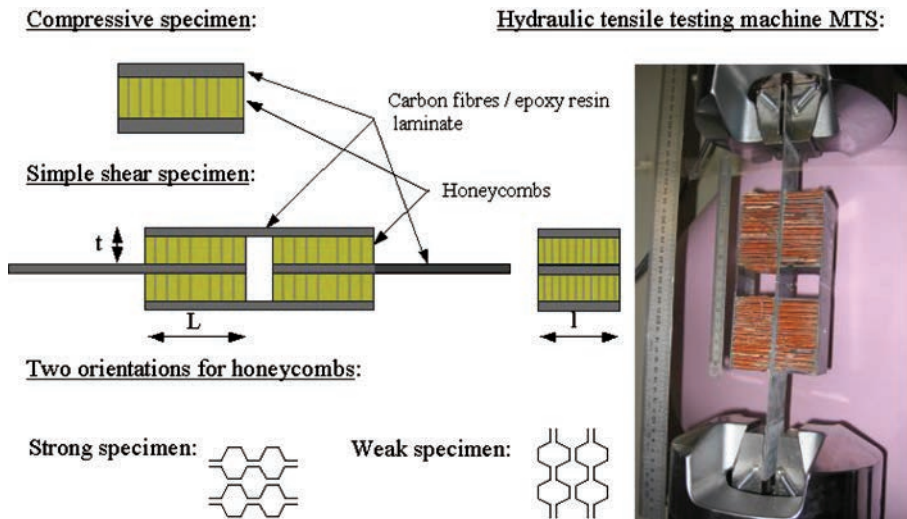 Compressive specimen:
Hydraulic tensile testing machine MTS:
Carbon fibres / epoxy resin
laminate
Simple shear specimen:
Honeycombs
t
L
l
Two orientations for honeycombs:
Strong specimen:
Weak specimen: